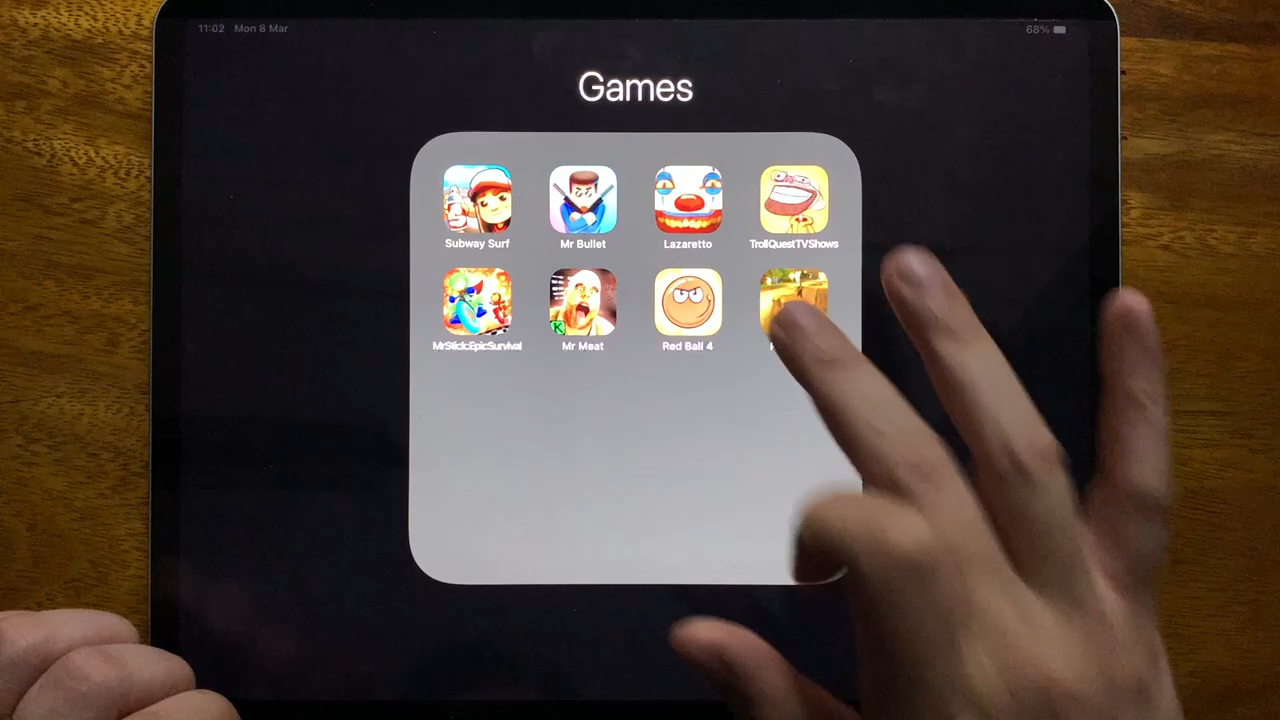 11:02 Mon 8 Mar
68%
Games
Subway Surf
Mr Bullet
Lazaretto
TrollQuestTVShows
K
MrStick:EpicSurvival
Mr Meat
Red Ball 4